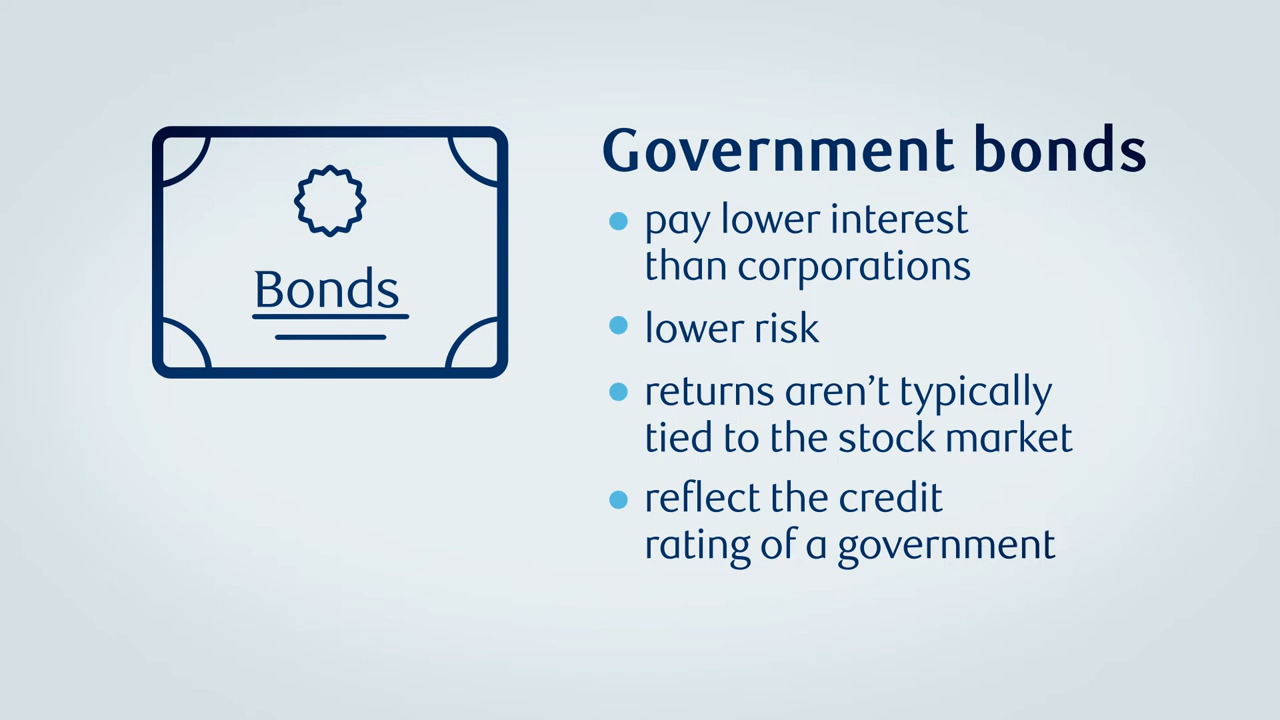 Bonds
Government bonds
pay lower interest
than corporations
lower risk
returns aren’t typically
tied to the stock market
reflect the credit
rating of a government